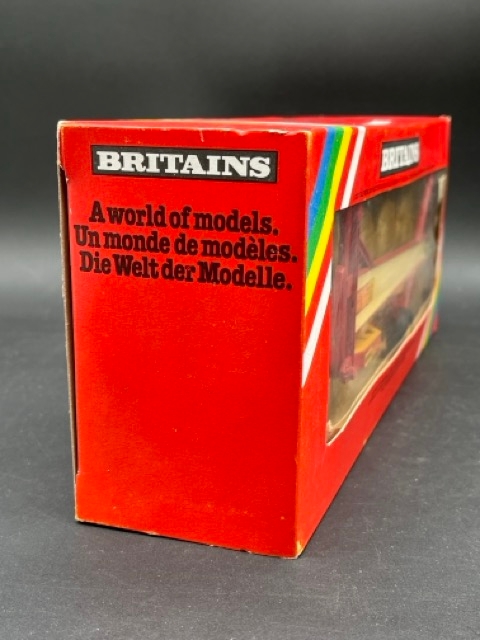 BRITAINS
A world of models.
Un monde de modèles.
Die Welt der Modelle.
BRITAINS